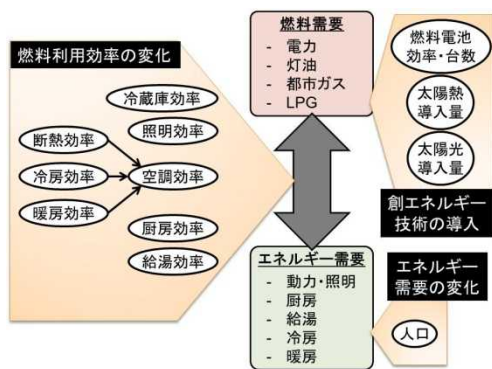 燃料利用効率の変化
冷蔵庫効率
照明効率
断熱効率
冷房効率
空調効率
暖房効率
厨房効率
給湯効率
燃料需要
- 電力
- 灯油
- 都市ガス
- LPG
エネルギー需要
- 動力・照明
- 厨房
- 給湯
- 冷房
- 暖房
燃料電池
効率・台数
太陽熱
導入量
太陽光
導入量
創エネルギー
技術の導入
エネルギー
需要の変化
人口